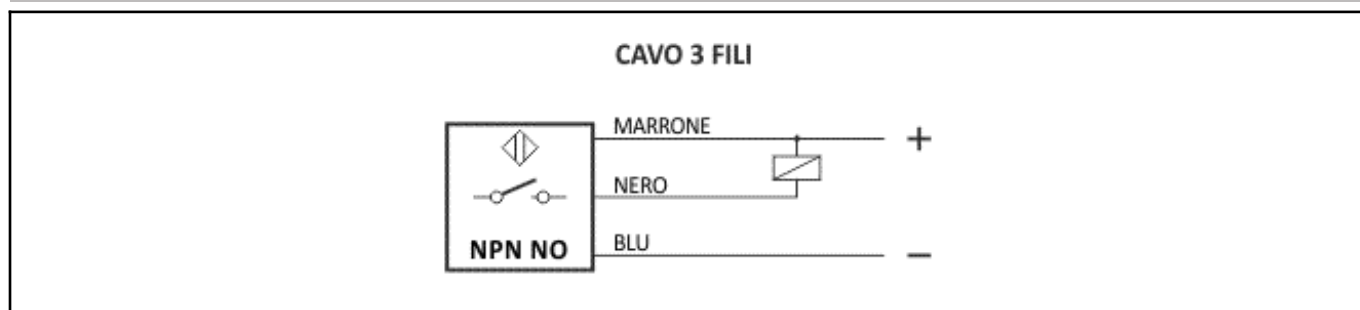 CAVO 3 FILI
MARRONE
+
NERO
NPN NO
BLU
−